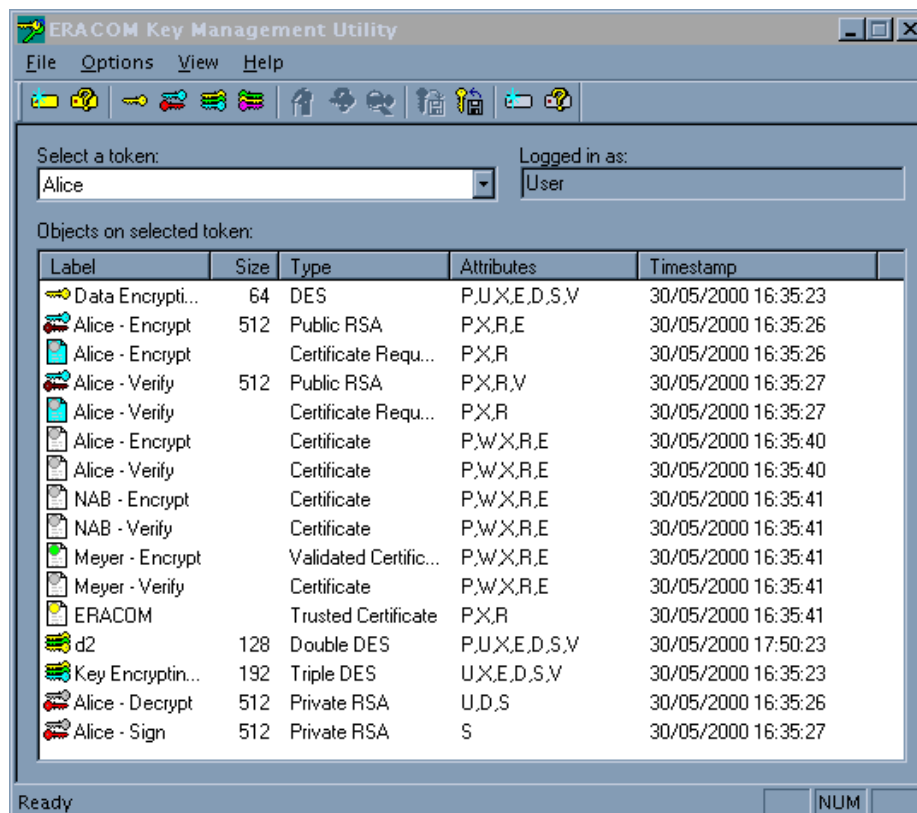 ERACOM Key Management Utility
File Options View Help
Select a token: Logged in as:
Alice User
Objects on selected token:
Label Size Type Attributes Timestamp
Data Encrypti... 64 DES P,U,X,E,D,S,V 30/05/2000 16:35:23
Alice - Encrypt 512 Public RSA P,X,R,E 30/05/2000 16:35:26
Alice - Encrypt Certificate Requ... P,X,R 30/05/2000 16:35:26
Alice - Verify 512 Public RSA P,X,R,V 30/05/2000 16:35:27
Alice - Verify Certificate Requ... P,X,R 30/05/2000 16:35:27
Alice - Encrypt Certificate P,W,X,R,E 30/05/2000 16:35:40
Alice - Verify Certificate P,W,X,R,E 30/05/2000 16:35:40
NAB - Encrypt Certificate P,W,X,R,E 30/05/2000 16:35:41
NAB - Verify Certificate P,W,X,R,E 30/05/2000 16:35:41
Meyer - Encrypt Validated Certific... P,W,X,R,E 30/05/2000 16:35:41
Meyer - Verify Certificate P,W,X,R,E 30/05/2000 16:35:41
ERACOM Trusted Certificate P,X,R 30/05/2000 16:35:41
d2 128 Double DES P,U,X,E,D,S,V 30/05/2000 17:50:23
Key Encryptin... 192 Triple DES U,X,E,D,S,V 30/05/2000 16:35:23
Alice - Decrypt 512 Private RSA U,D,S 30/05/2000 16:35:26
Alice - Sign 512 Private RSA S 30/05/2000 16:35:27
Ready NUM